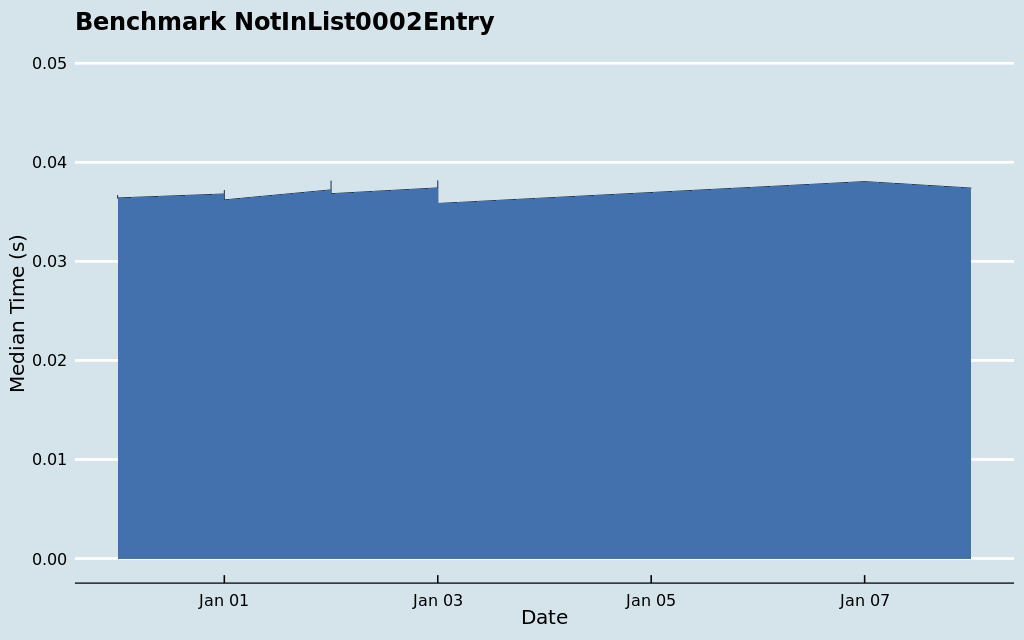 Benchmark NotInList0002Entry
0.05
0.04
0.03
0.02
0.01
0.00
Median Time (s)
Jan 01
Jan 03
Jan 05
Jan 07
Date